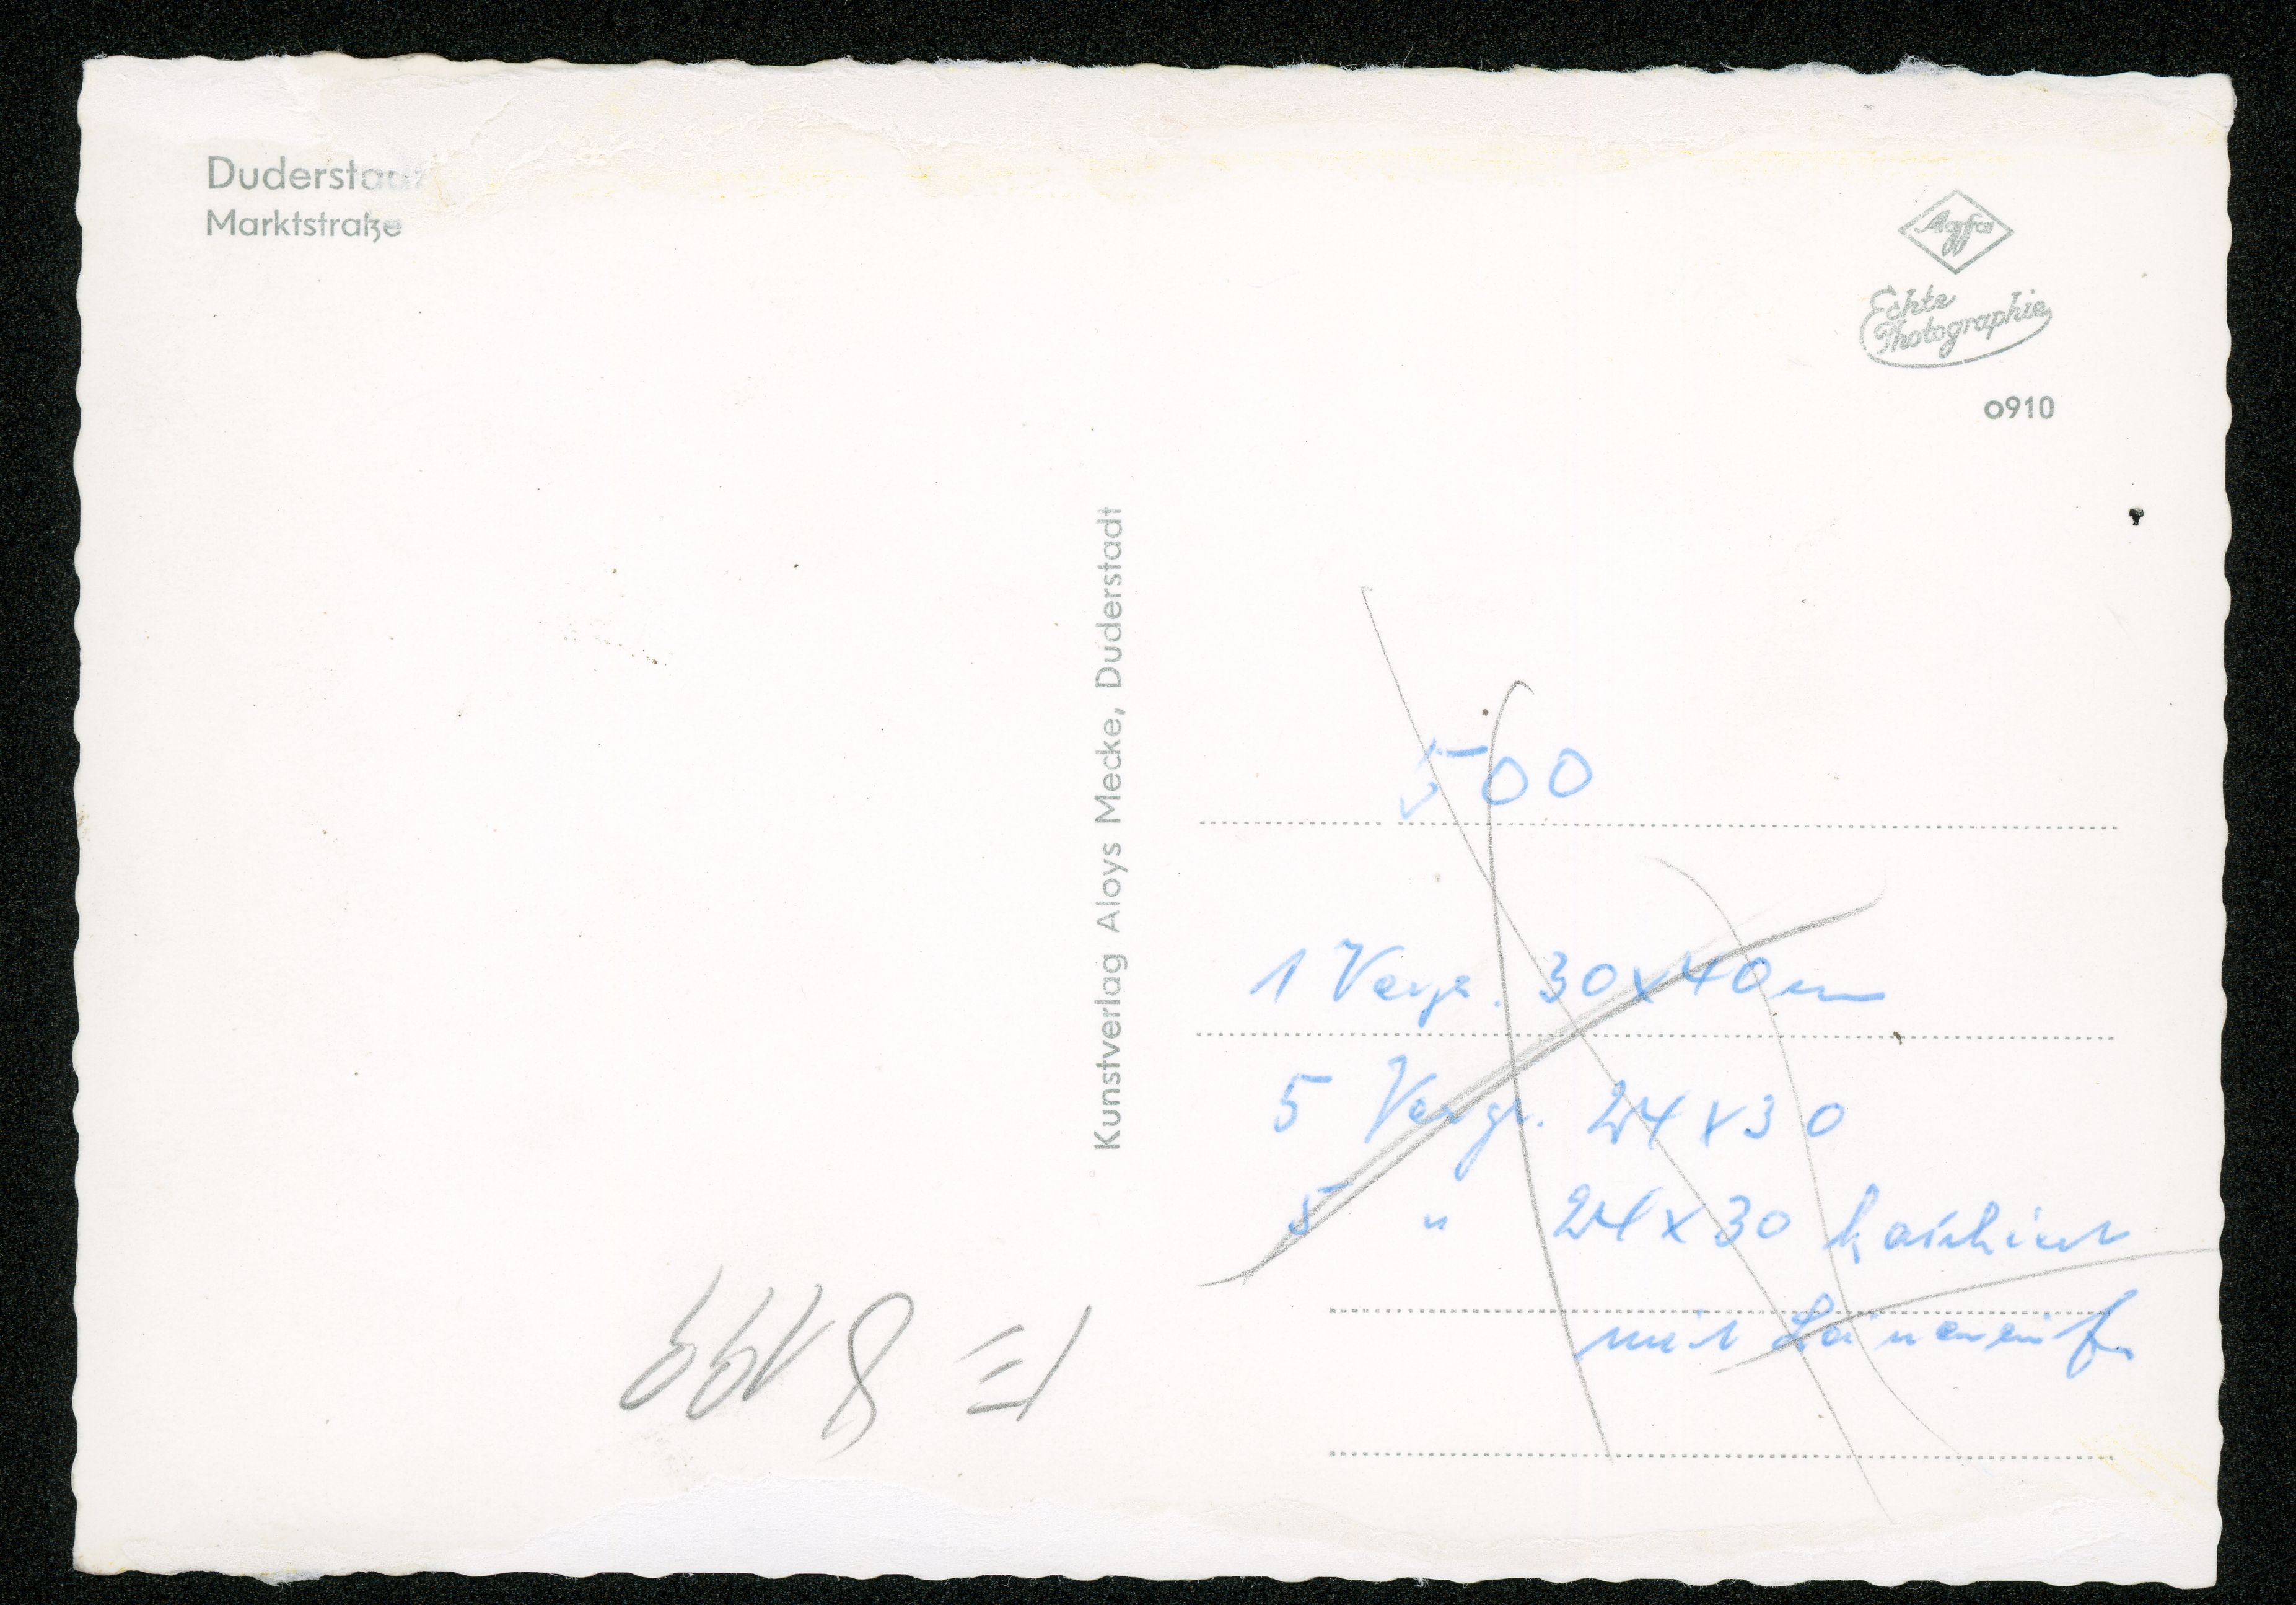 Duderstadt
Marktstraße
Agfa
Echte
Photographie
o910
Kunstverlag Aloys Mecke, Duderstadt
500
1 Vergr. 30x40 cm
5 Vergr. 24x30
5 " 24x30 kaschiert
mit